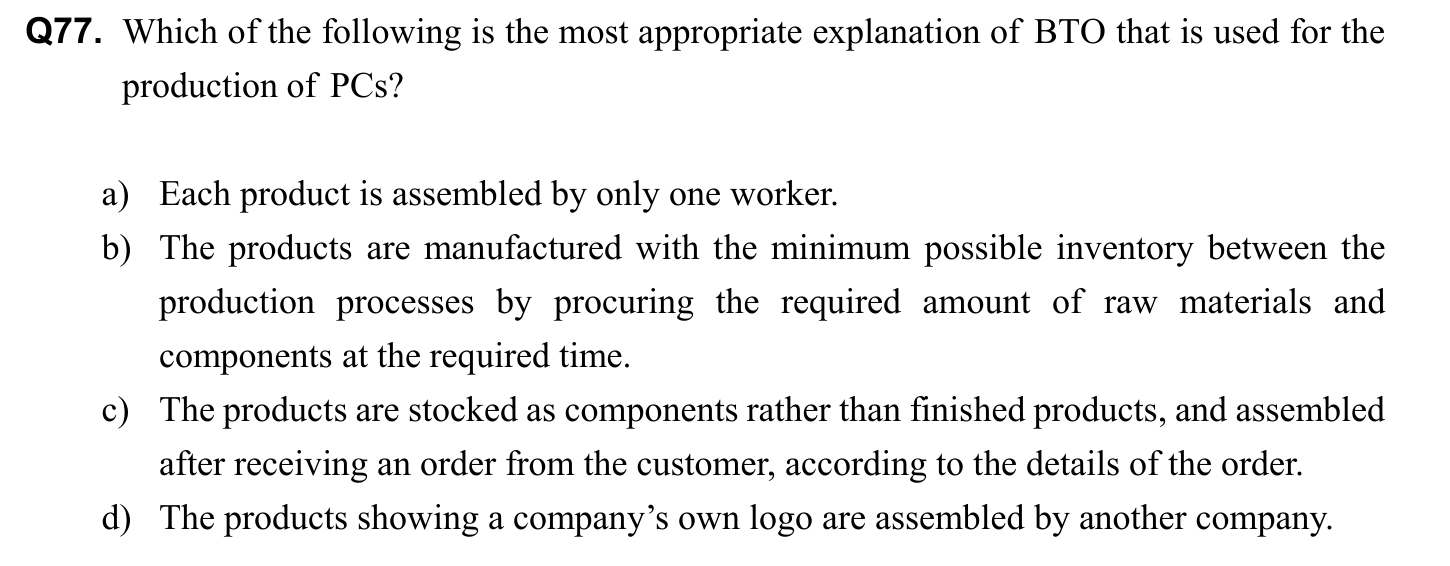 Q77. Which of the following is the most appropriate explanation of BTO that is used for the
production of PCs?
a) Each product is assembled by only one worker.
b) The products are manufactured with the minimum possible inventory between the
production processes by procuring the required amount of raw materials and
components at the required time.
c) The products are stocked as components rather than finished products, and assembled
after receiving an order from the customer, according to the details of the order.
d) The products showing a company’s own logo are assembled by another company.